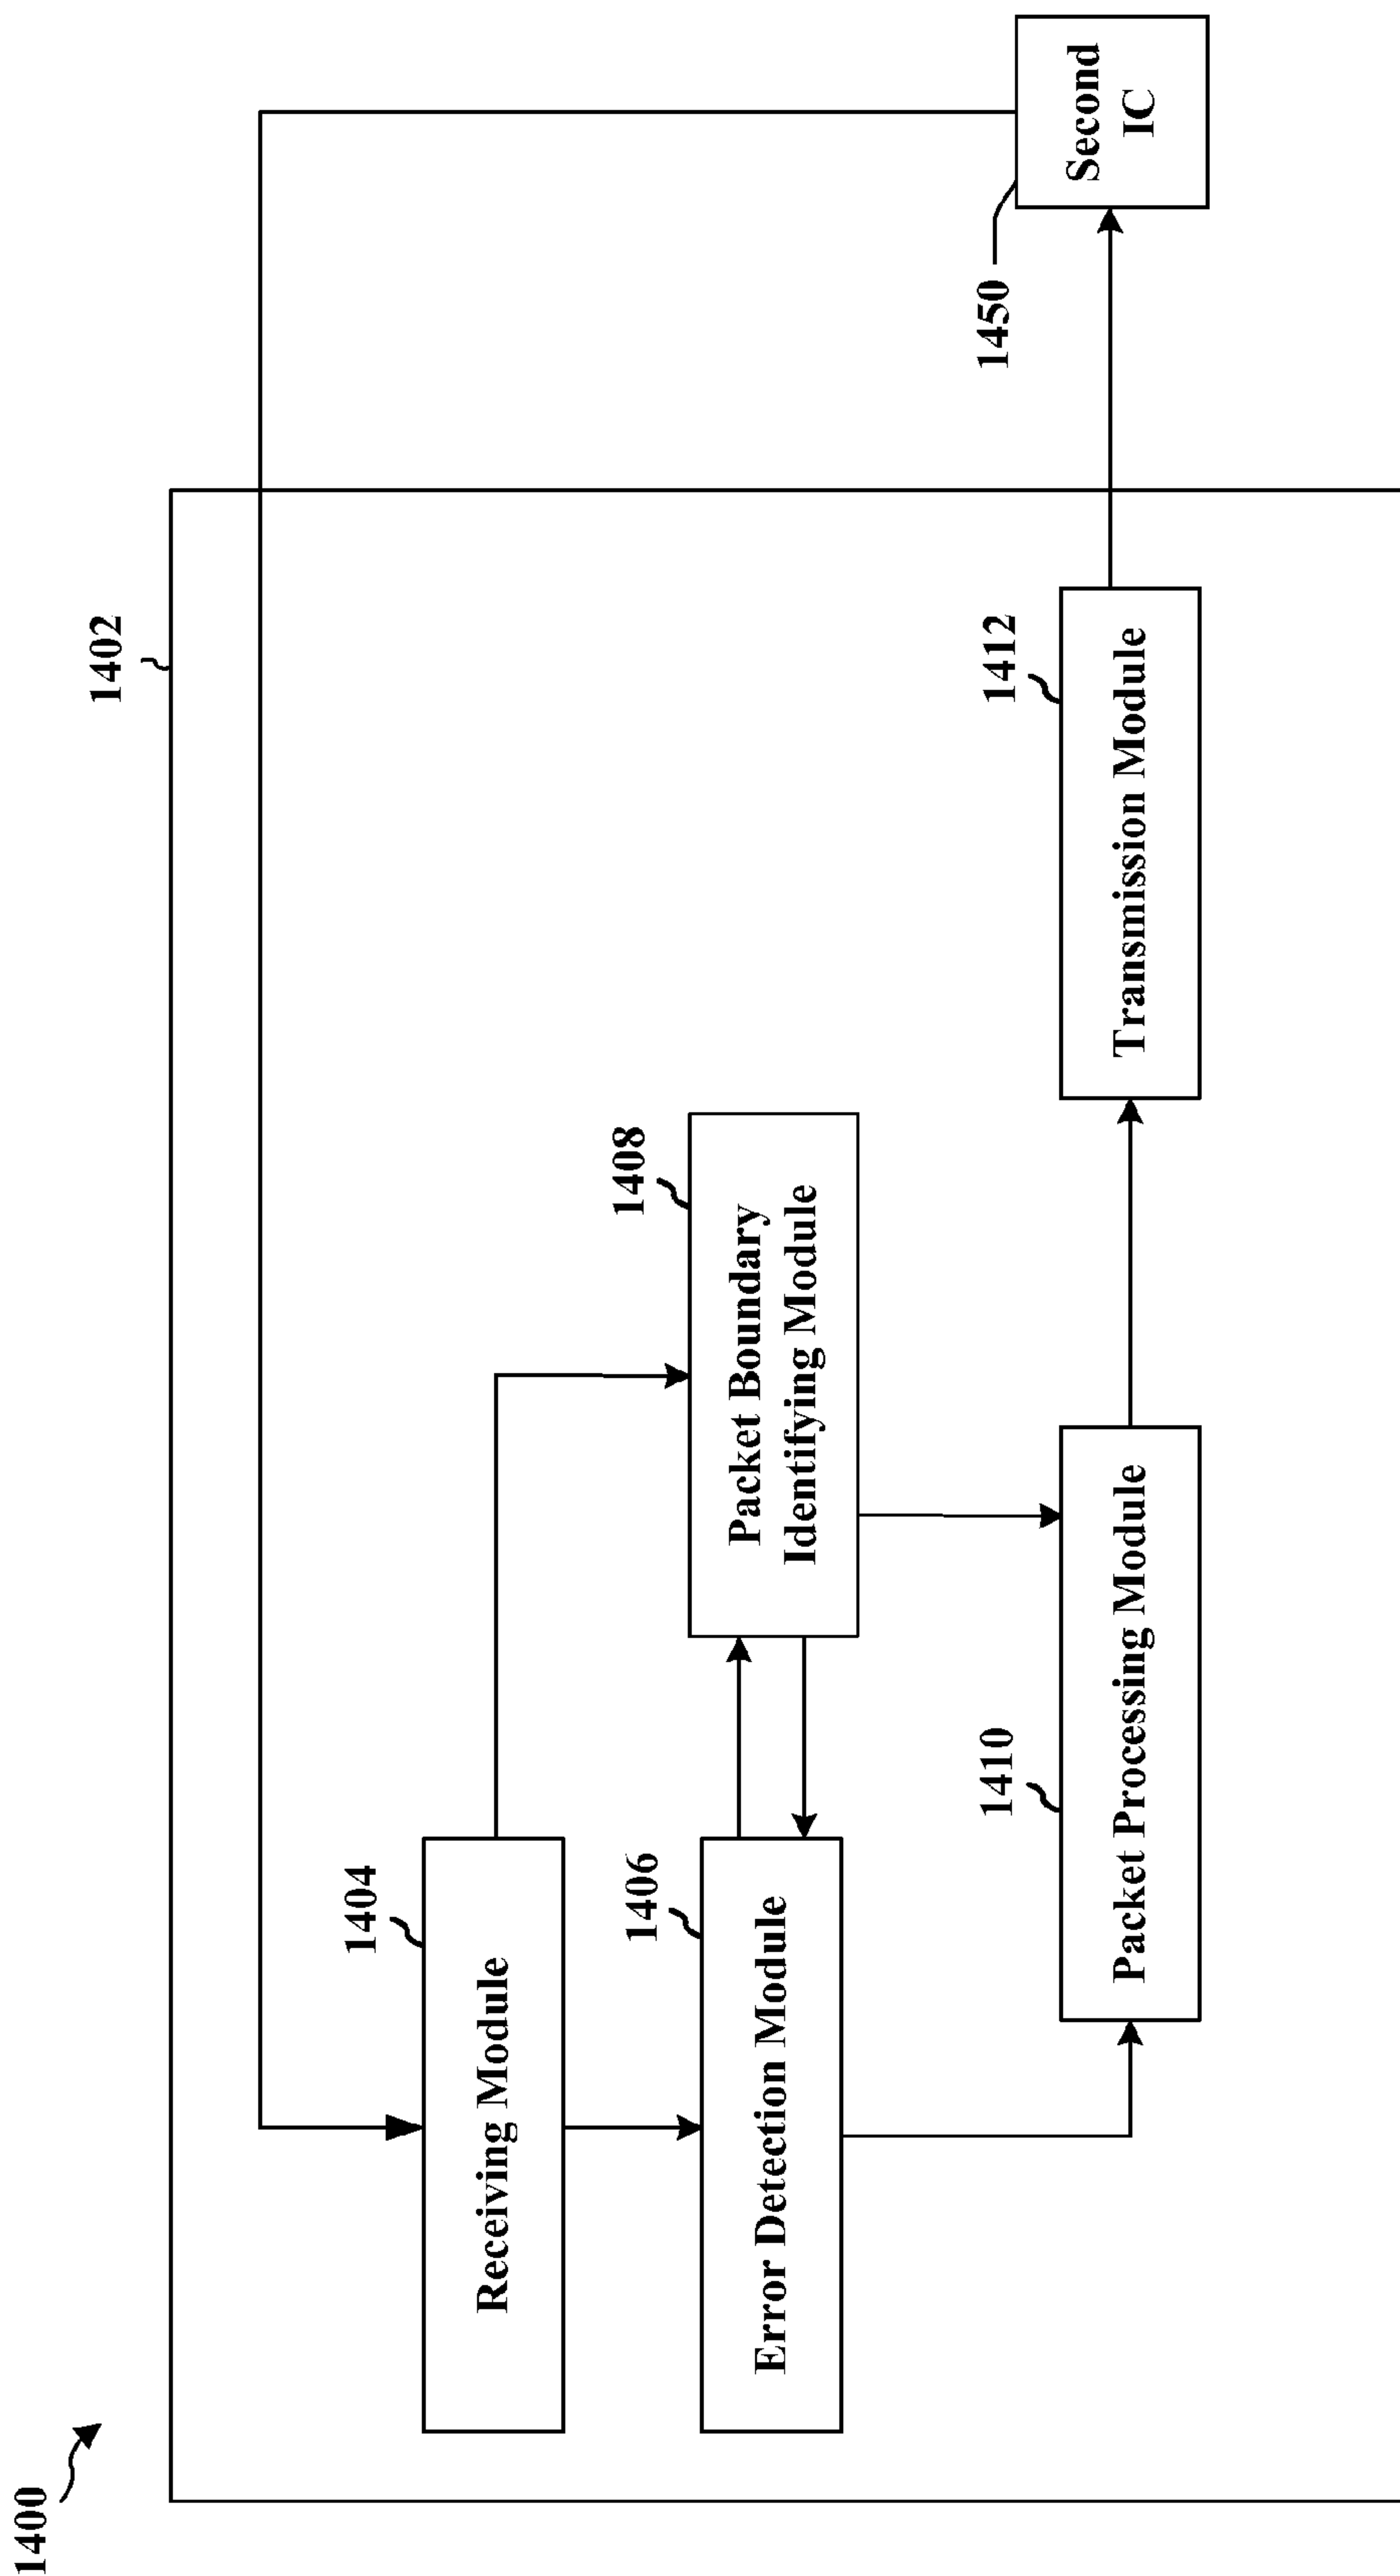 1400
1402
1404
Receiving Module
1406
Error Detection Module
1408
Packet Boundary
Identifying Module
1410
Packet Processing Module
1412
Transmission Module
1450
Second
IC